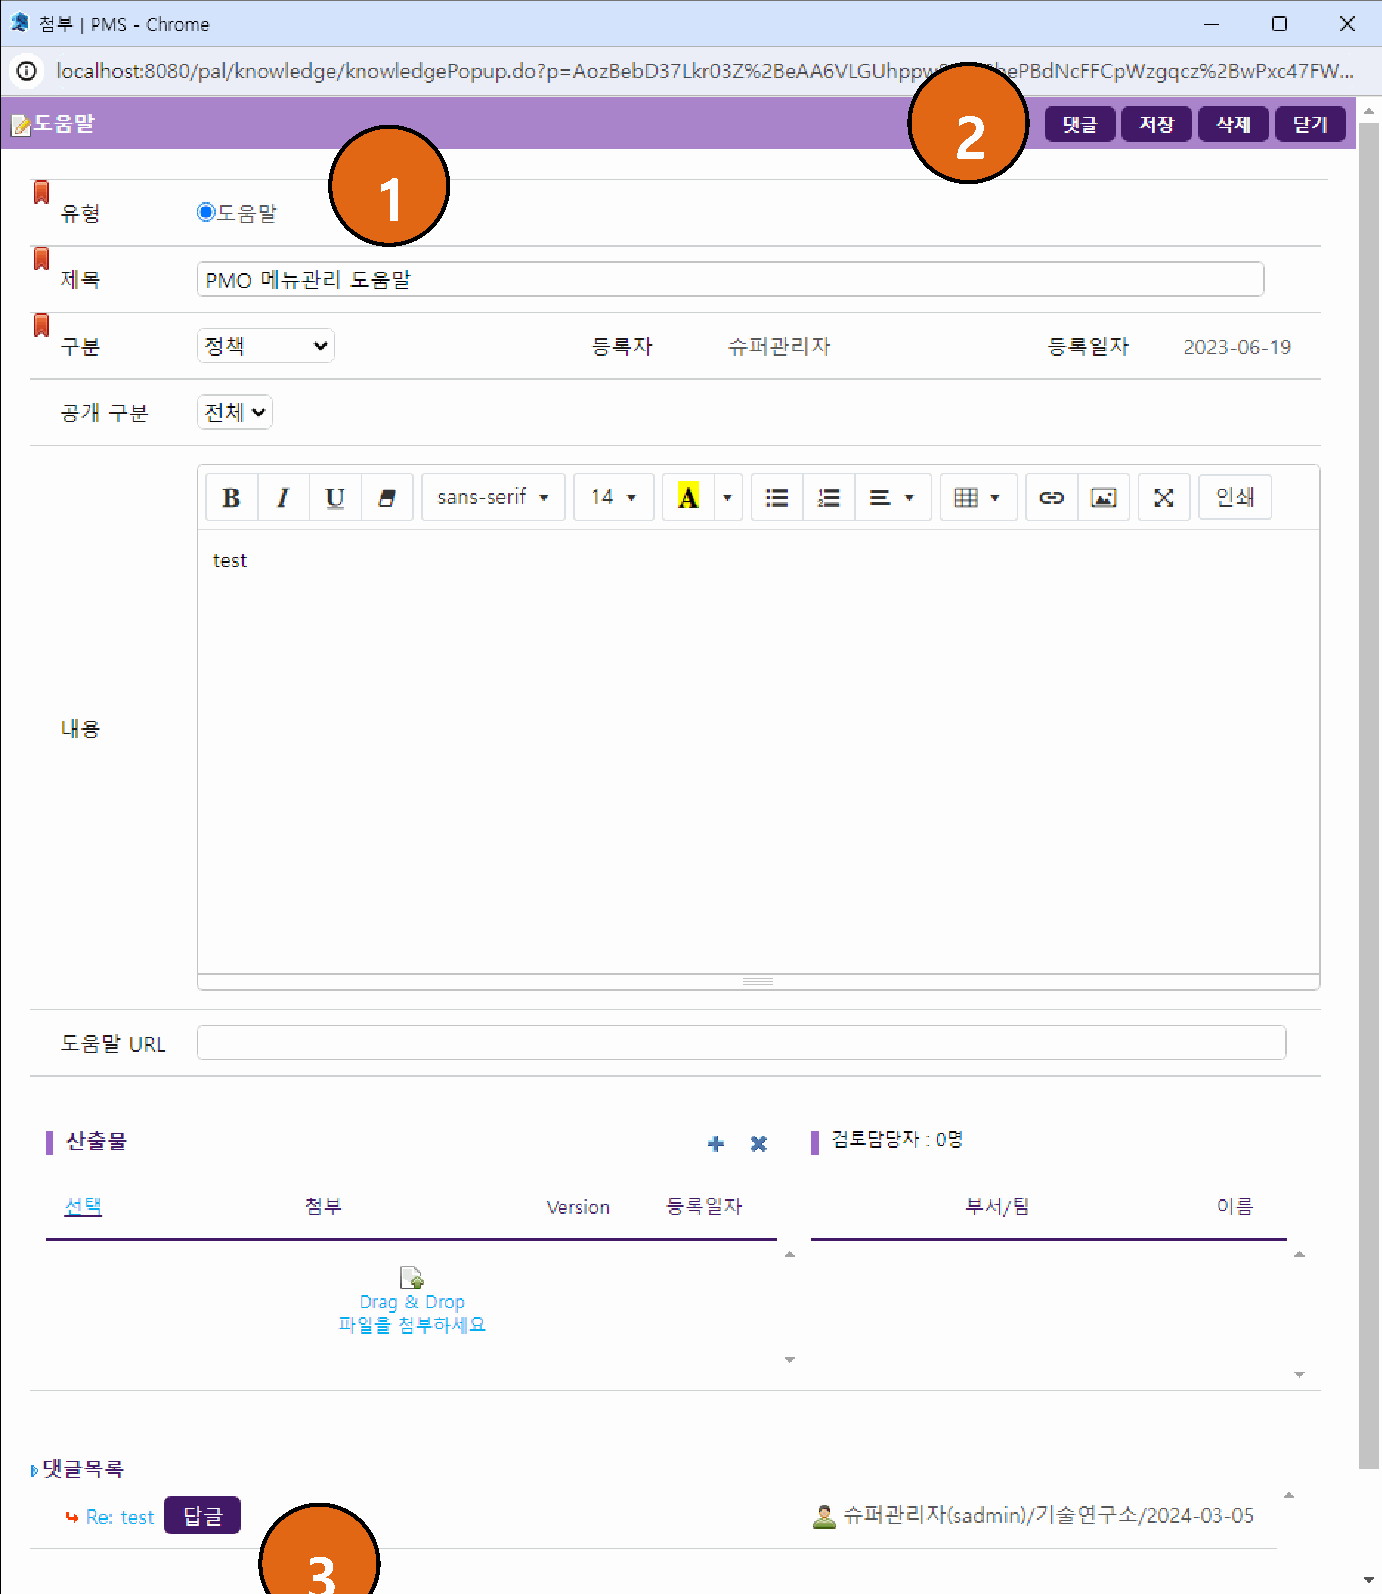 첨부 | PMS - Chrome
localhost:8080/pal/knowledge/knowledgePopup.do?p=AozBebD37Lkr03Z%2BeAA6VLGUhppw ePBdNcFFCpWzgqcz%2BwPxc47FW...
도움말
2
댓글 저장 삭제 닫기
1
유형 도움말
제목 PMO 메뉴관리 도움말
구분 정책 등록자 슈퍼관리자 등록일자 2023-06-19
공개 구분 전체
B I U sans-serif 14 A 인쇄
test
내용
도움말 URL
산출물 검토담당자 : 0명
선택 첨부 Version 등록일자 부서/팀 이름
Drag & Drop
파일을 첨부하세요
댓글목록
Re: test 답글 슈퍼관리자(sadmin)/기술연구소/2024-03-05
3